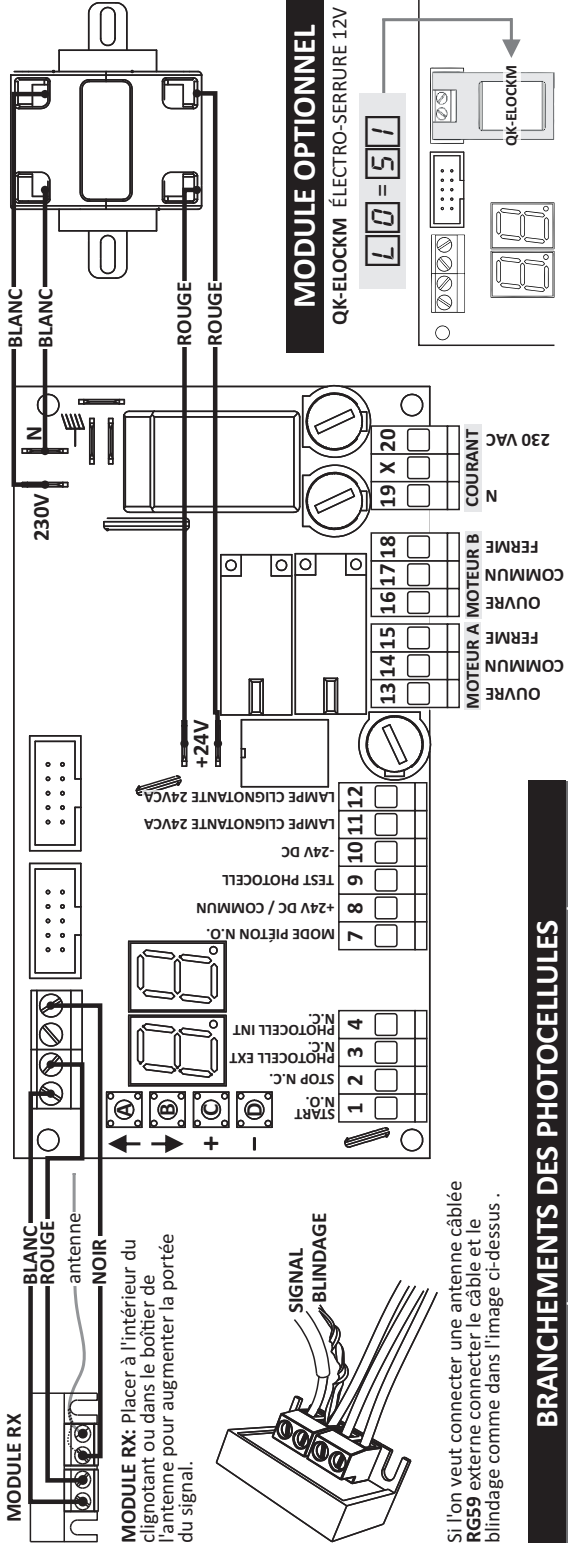 MODULE RX
BLANC
ROUGE
antenne
NOIR
MODULE RX: Placer à l'intérieur du
clignotant ou dans le boîtier de
l'antenne pour augmenter la portée
du signal.
SIGNAL
BLINDAGE
Si l'on veut connecter une antenne câblée
RG59 externe connecter le câble et le
blindage comme dans l'image ci-dessus .
A
B
C
D
+
-
START
N.O.
STOP N.C.
PHOTOCELL EXT
N.C.
PHOTOCELL INT
N.C.
1 2 3 4
MODE PIÉTON N.O.
+24V DC / COMMUN
TEST PHOTOCELL
-24V DC
LAMPE CLIGNOTANTE 24VCA
LAMPE CLIGNOTANTE 24VCA
7 8 9 10 11 12
+24V
230V
N
BLANC
BLANC
ROUGE
ROUGE
13 14 15 16 17 18 19 X 20
MOTEUR A MOTEUR B COURANT
OUVRE
COMMUN
FERME
OUVRE
COMMUN
FERME
N
230 VAC
MODULE OPTIONNEL
QK-ELOCKM ÉLECTRO-SERRURE 12V
L0=51
QK-ELOCKM
BRANCHEMENTS DES PHOTOCELLULES